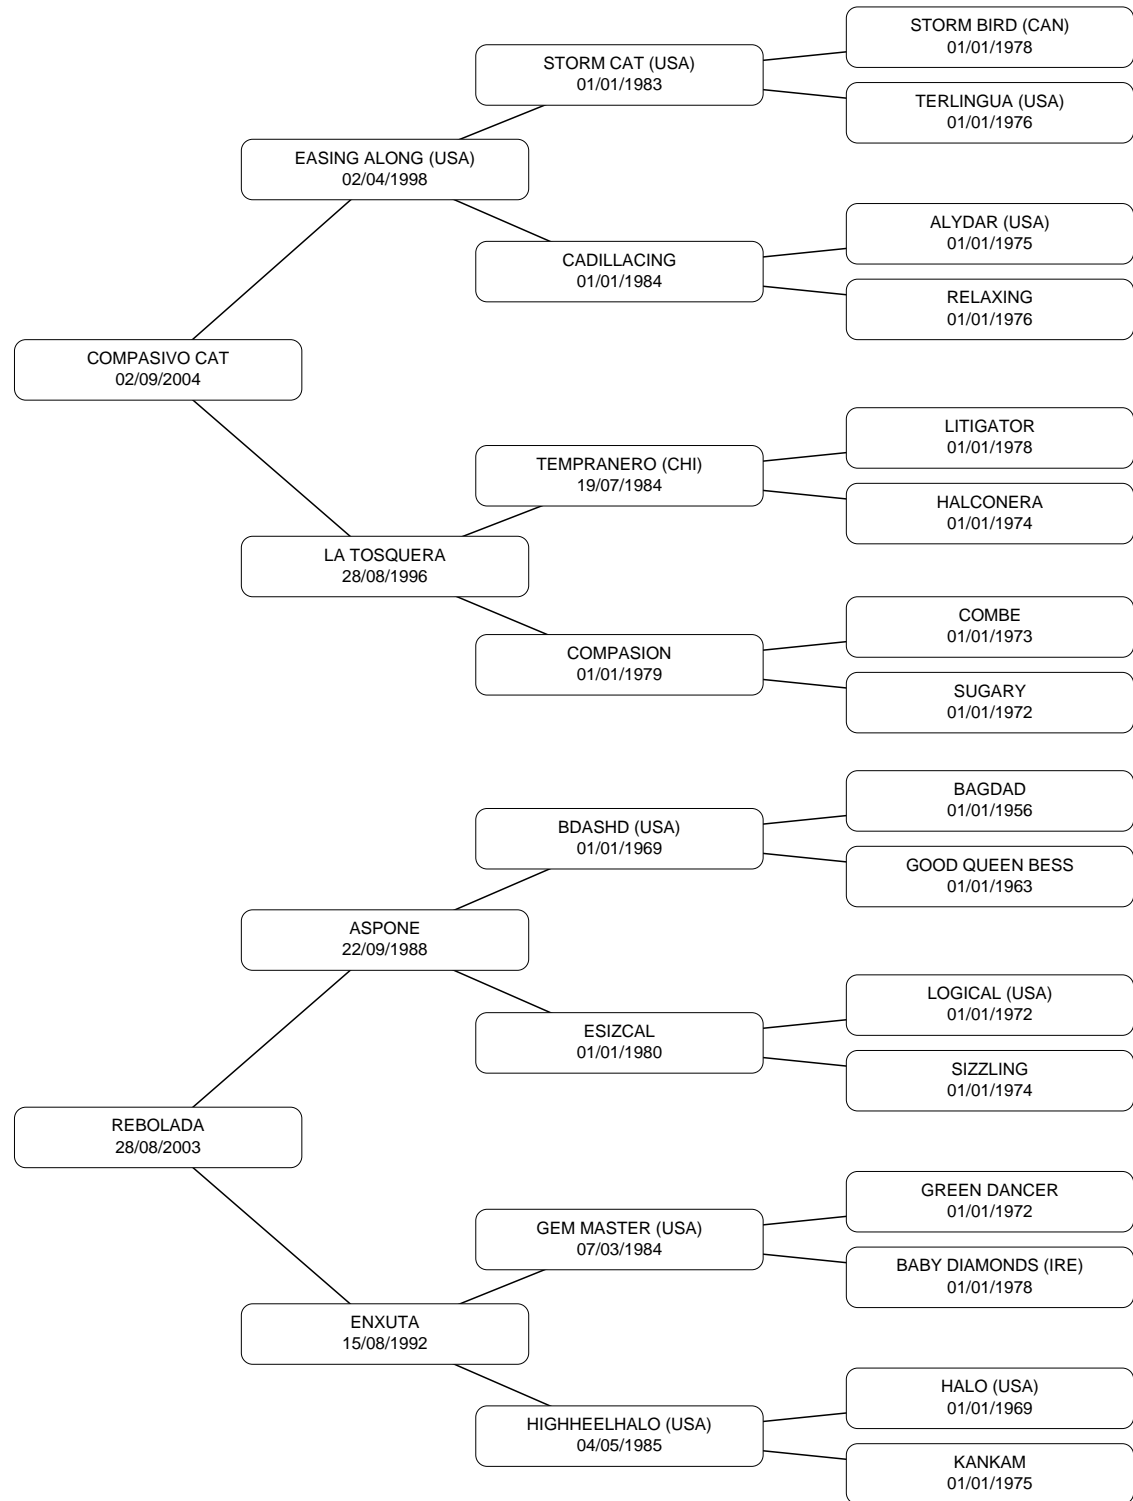 STORM BIRD (CAN)
01/01/1978
STORM CAT (USA)
01/01/1983
TERLINGUA (USA)
01/01/1976
EASING ALONG (USA)
02/04/1998
ALYDAR (USA)
01/01/1975
CADILLACING
01/01/1984
RELAXING
01/01/1976
COMPASIVO CAT
02/09/2004
LITIGATOR
01/01/1978
TEMPRANERO (CHI)
19/07/1984
HALCONERA
01/01/1974
LA TOSQUERA
28/08/1996
COMBE
01/01/1973
COMPASION
01/01/1979
SUGARY
01/01/1972
BAGDAD
01/01/1956
BDASHD (USA)
01/01/1969
GOOD QUEEN BESS
01/01/1963
ASPONE
22/09/1988
LOGICAL (USA)
01/01/1972
ESIZCAL
01/01/1980
SIZZLING
01/01/1974
REBOLADA
28/08/2003
GREEN DANCER
01/01/1972
GEM MASTER (USA)
07/03/1984
BABY DIAMONDS (IRE)
01/01/1978
ENXUTA
15/08/1992
HALO (USA)
01/01/1969
HIGHHEELHALO (USA)
04/05/1985
KANKAM
01/01/1975